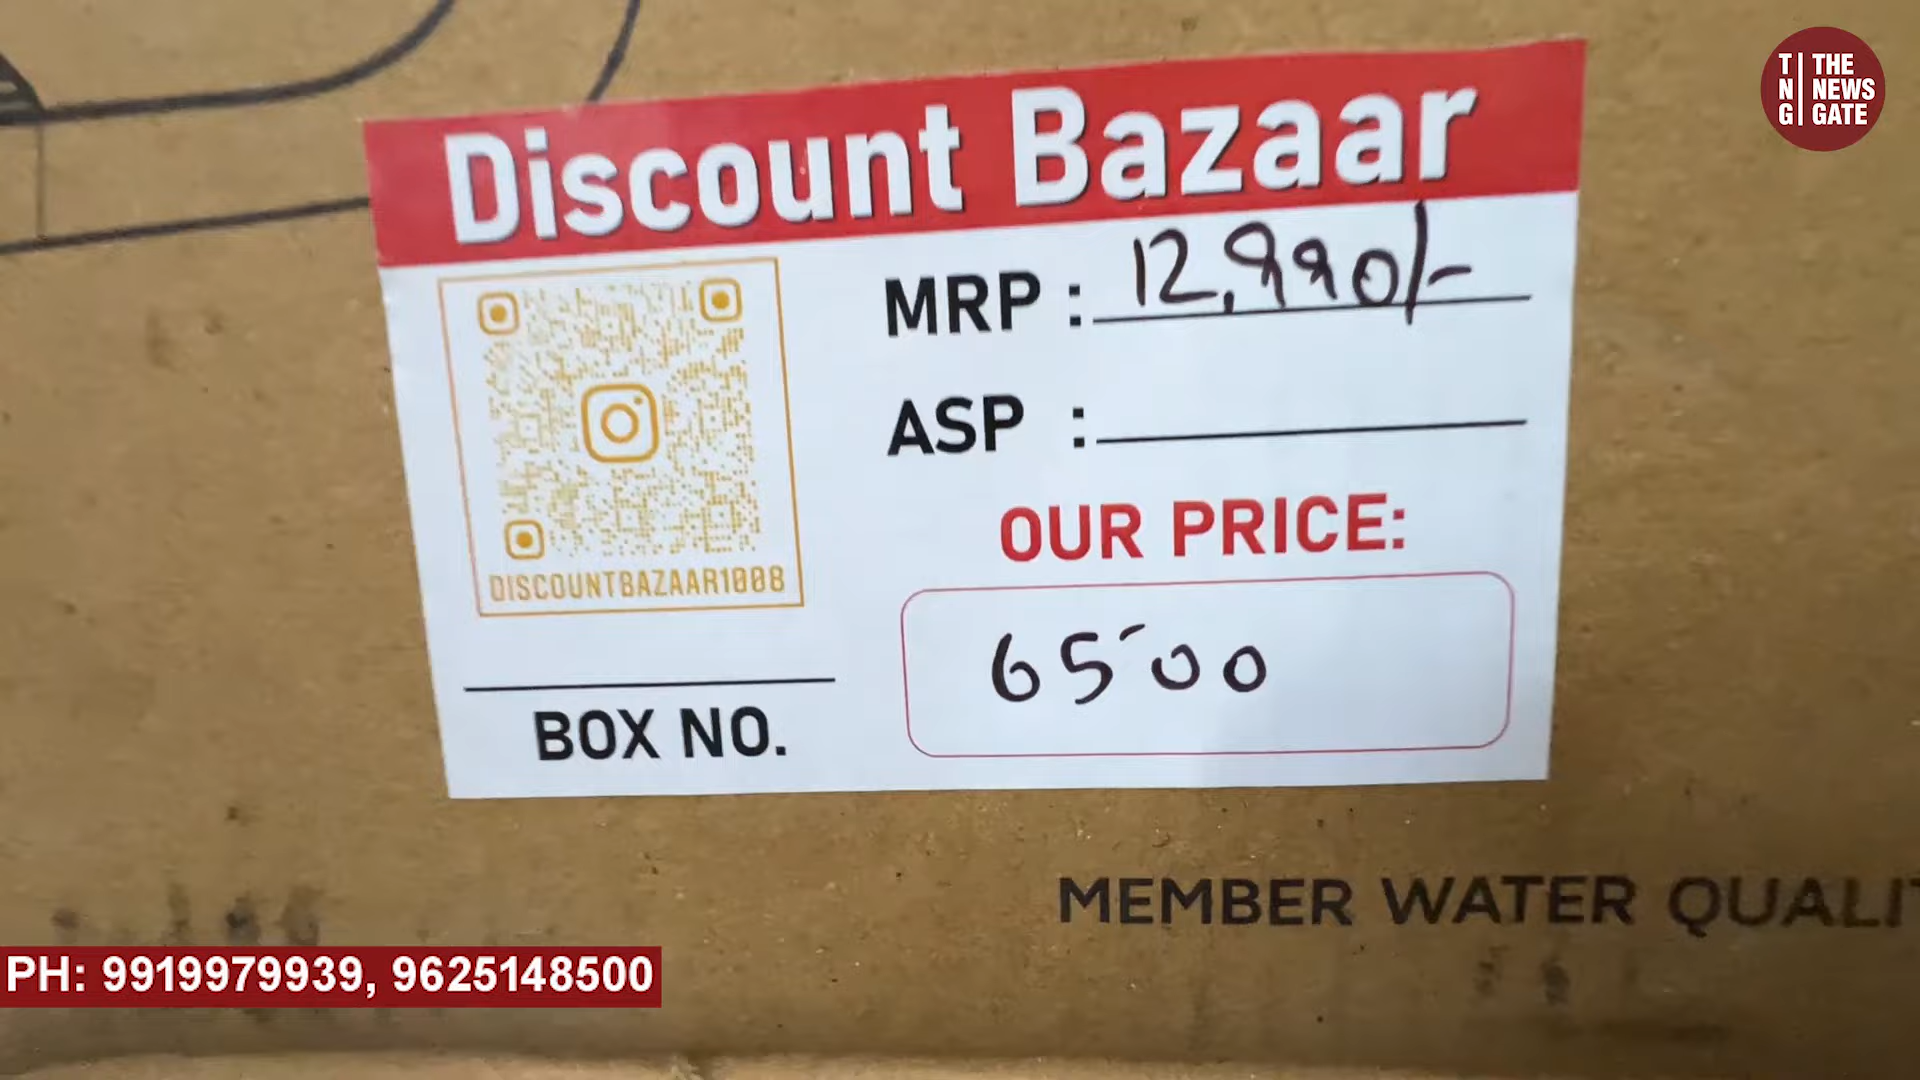 T N G THE NEWS GATE
Discount Bazaar
MRP : 12,990/-
ASP :
OUR PRICE:
6500
DISCOUNTBAZAAR1008
BOX NO.
MEMBER WATER QUALIT
PH: 9919979939, 9625148500